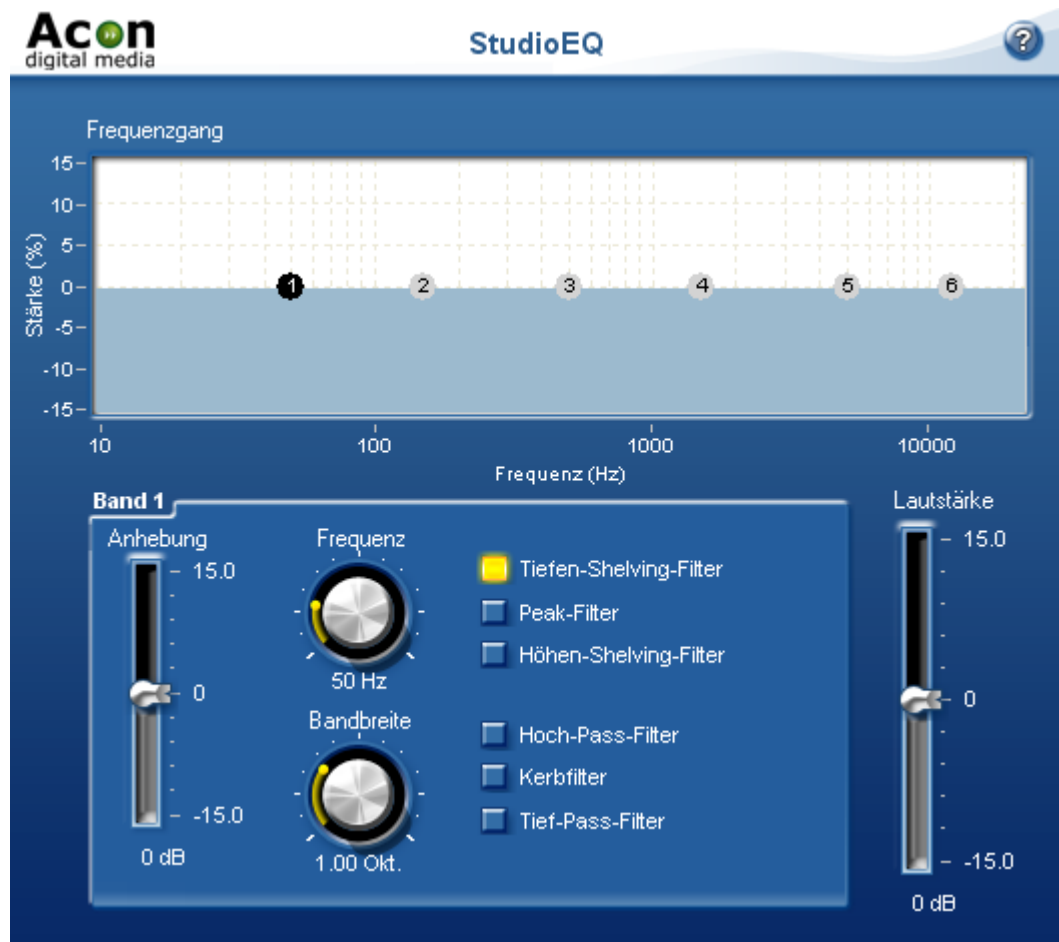 Acon
digital media
StudioEQ
?
Frequenzgang
Stärke (%)
15
10
5
0
-5
-10
-15
1 2 3 4 5 6
10 100 1000 10000
Frequenz (Hz)
Band 1
Anhebung
15.0
0
-15.0
0 dB
Frequenz
50 Hz
Bandbreite
1.00 Okt.
Tiefen-Shelving-Filter
Peak-Filter
Höhen-Shelving-Filter
Hoch-Pass-Filter
Kerbfilter
Tief-Pass-Filter
Lautstärke
15.0
0
-15.0
0 dB